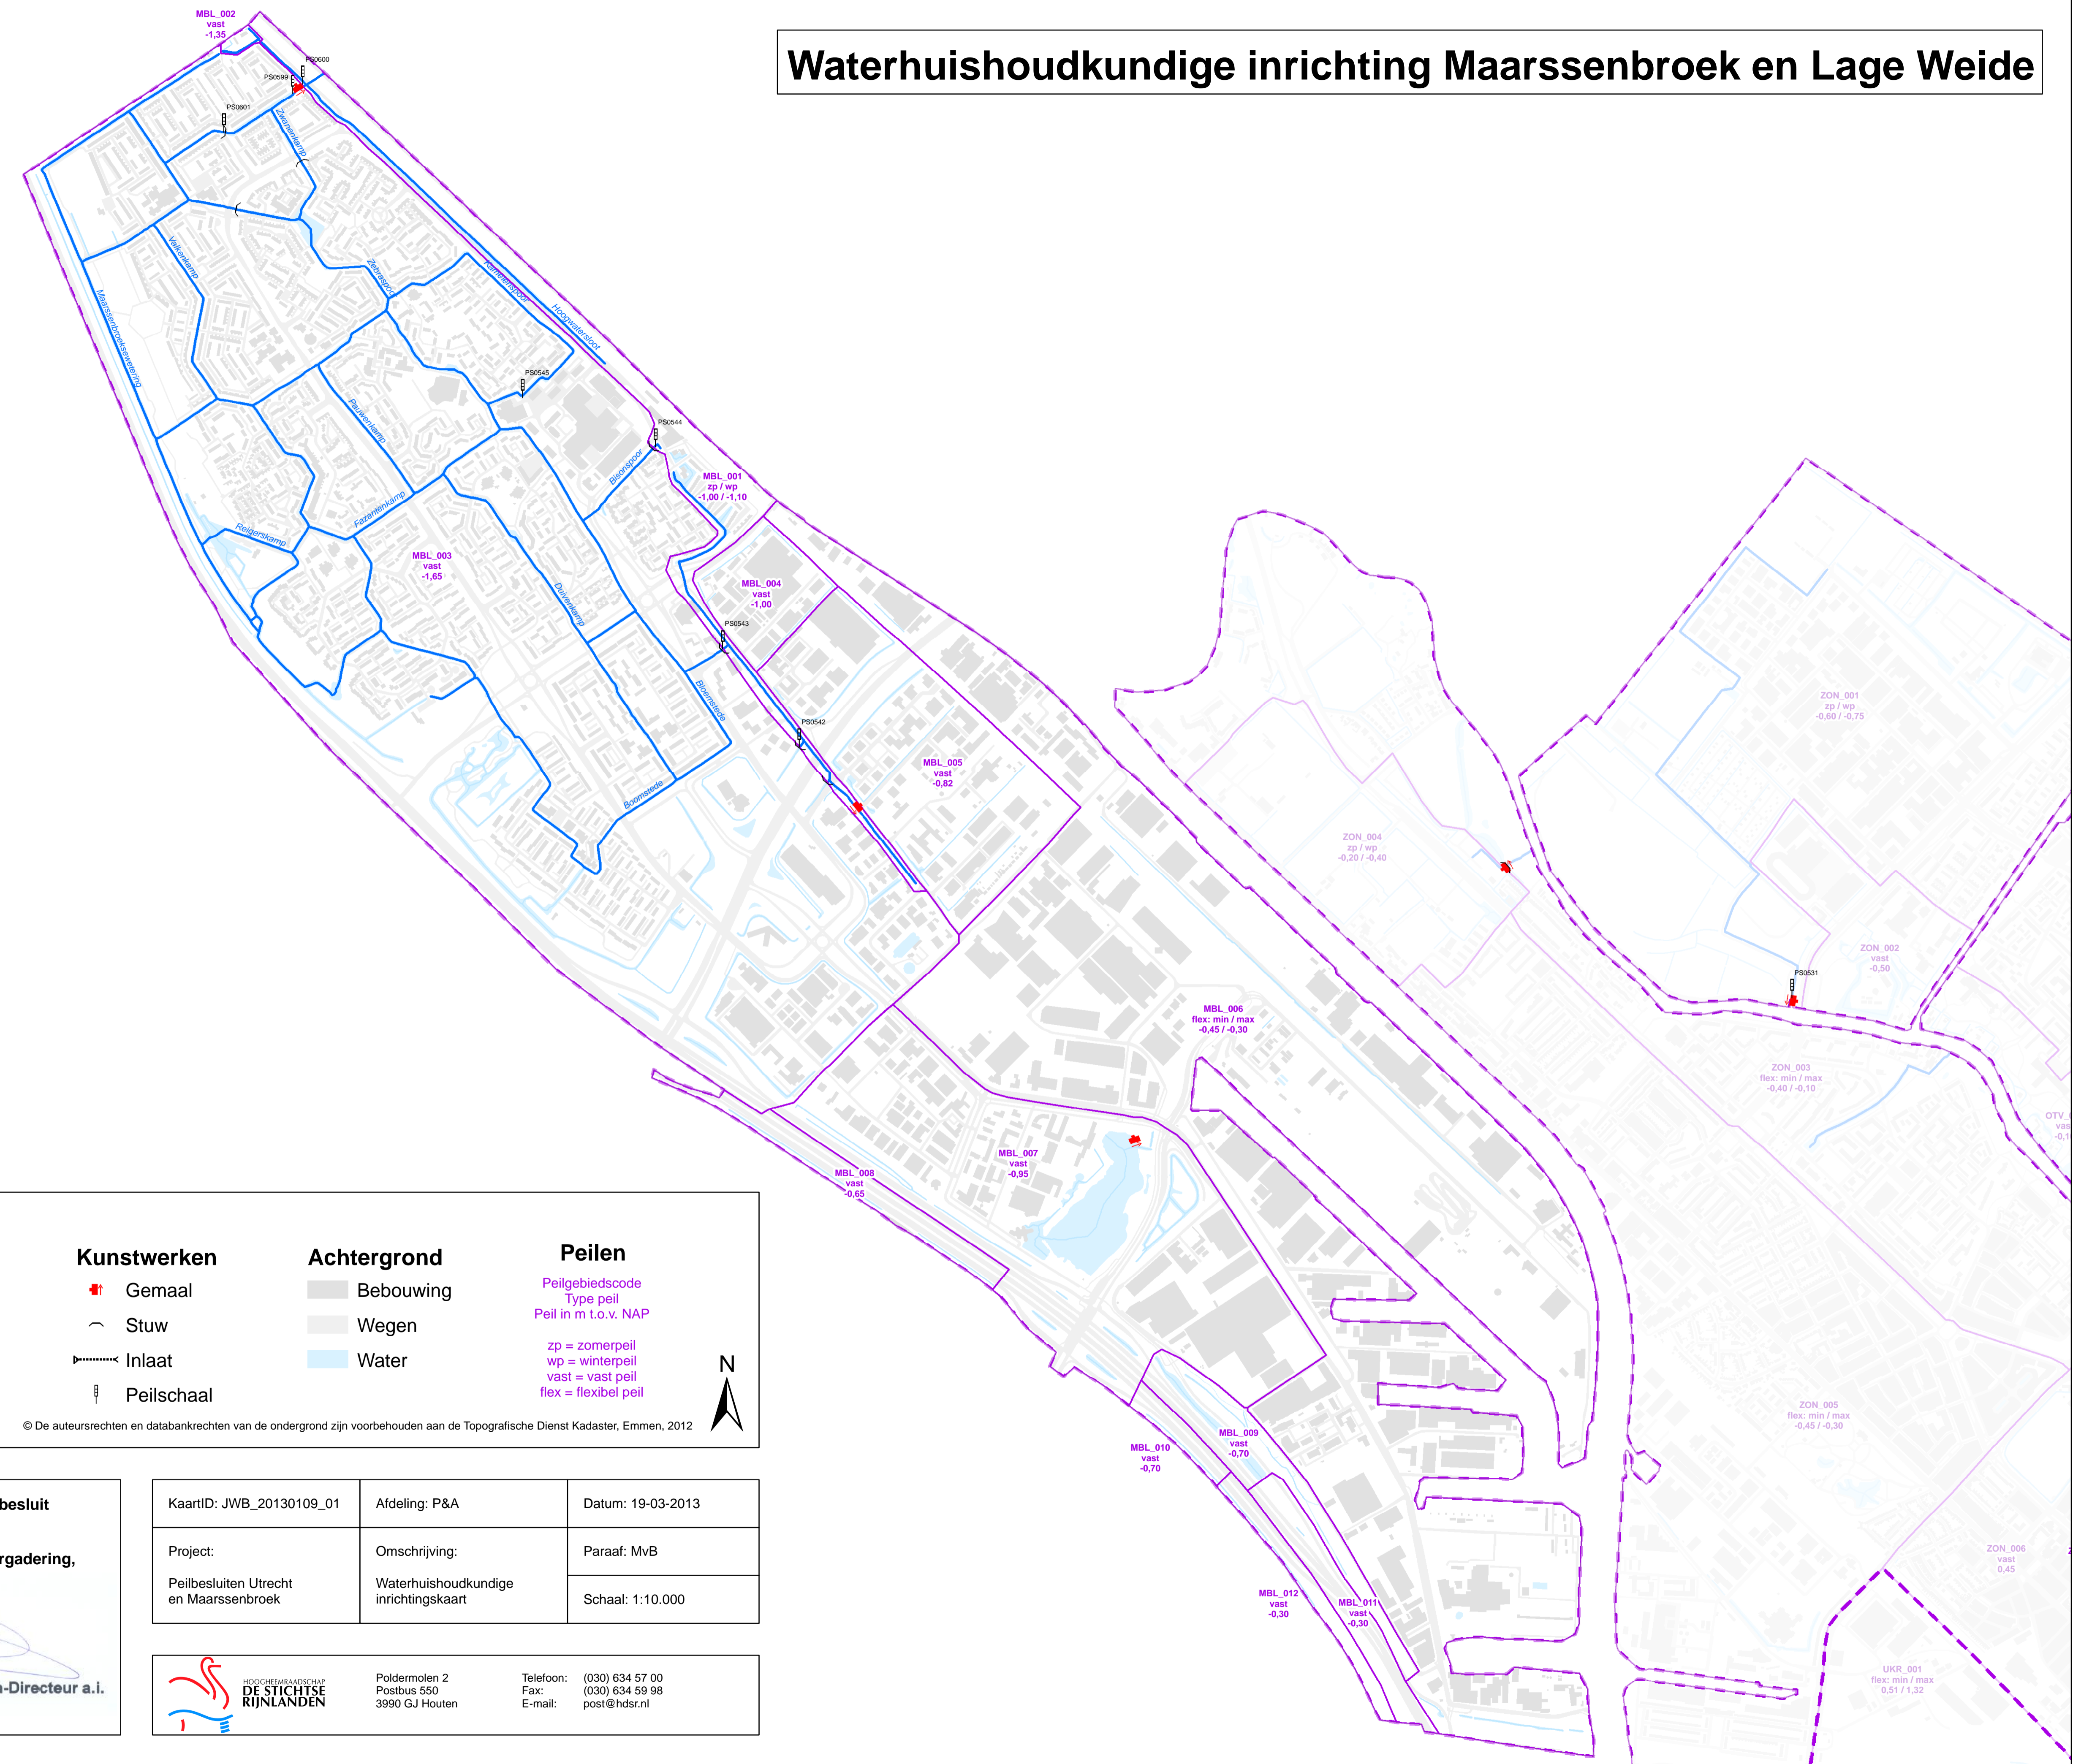 Waterhuishoudkundige inrichting Maarssenbroek en Lage Weide
MBL_002
vast
-1,35
PS0600
PS0599
PS0601
Zwanenkamp
Valkenkamp
Zebraspoor
Kamelenspoor
Hoogwatersloot
Maarssenbroeksewetering
PS0545
Pauwenkamp
PS0544
Bisonspoor
MBL_001
zp / wp
-1,00 / -1,10
Fazantenkamp
Reigerskamp
MBL_003
vast
-1,65
MBL_004
vast
-1,00
Duivenkamp
PS0543
Bloemstede
PS0542
Boomstede
MBL_005
vast
-0,82
ZON_001
zp / wp
-0,60 / -0,75
ZON_004
zp / wp
-0,20 / -0,40
ZON_002
vast
-0,50
PS0531
MBL_006
flex: min / max
-0,45 / -0,30
ZON_003
flex: min / max
-0,40 / -0,10
OTV_
vas
-0,1
MBL_007
vast
-0,95
MBL_008
vast
-0,65
MBL_009
vast
-0,70
MBL_010
vast
-0,70
ZON_005
flex: min / max
-0,45 / -0,30
ZON_006
vast
0,45
MBL_012
vast
-0,30
MBL_011
vast
-0,30
UKR_001
flex: min / max
0,51 / 1,32
Kunstwerken
Gemaal
Stuw
Inlaat
Peilschaal
Achtergrond
Bebouwing
Wegen
Water
Peilen
Peilgebiedscode
Type peil
Peil in m t.o.v. NAP
zp = zomerpeil
wp = winterpeil
vast = vast peil
flex = flexibel peil
N
© De auteursrechten en databankrechten van de ondergrond zijn voorbehouden aan de Topografische Dienst Kadaster, Emmen, 2012
besluit
rgadering,
-Directeur a.i.
KaartID: JWB_20130109_01
Afdeling: P&A
Datum: 19-03-2013
Project:
Peilbesluiten Utrecht
en Maarssenbroek
Omschrijving:
Waterhuishoudkundige
inrichtingskaart
Paraaf: MvB
Schaal: 1:10.000
HOOGHEEMRAADSCHAP
DE STICHTSE
RIJNLANDEN
Poldermolen 2
Postbus 550
3990 GJ Houten
Telefoon: (030) 634 57 00
Fax: (030) 634 59 98
E-mail: post@hdsr.nl